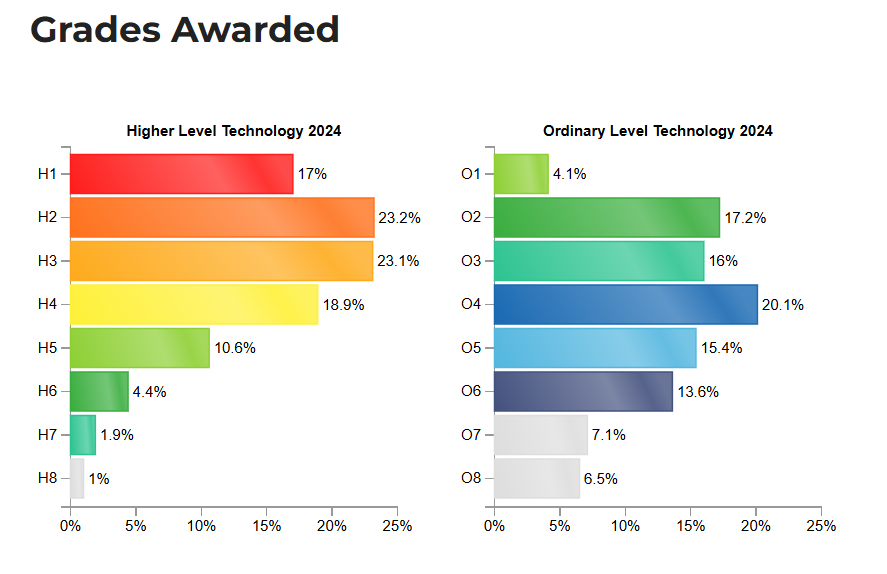 Grades Awarded
Higher Level Technology 2024
H1 17%
H2 23.2%
H3 23.1%
H4 18.9%
H5 10.6%
H6 4.4%
H7 1.9%
H8 1%
0% 5% 10% 15% 20% 25%
Ordinary Level Technology 2024
O1 4.1%
O2 17.2%
O3 16%
O4 20.1%
O5 15.4%
O6 13.6%
O7 7.1%
O8 6.5%
0% 5% 10% 15% 20% 25%